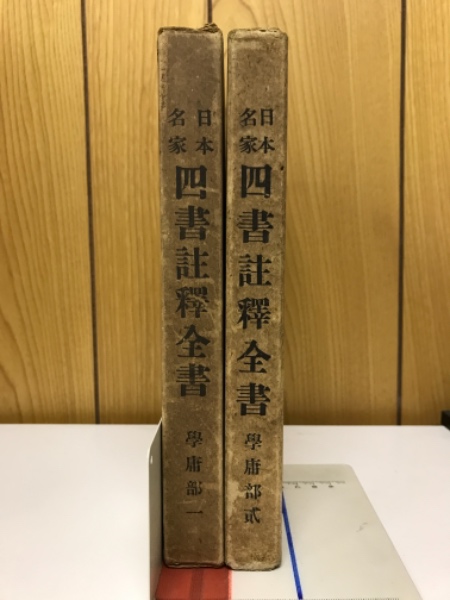 日本
名家
四書註釋全書
學庸部一
日本
名家
四書註釋全書
學庸部貳